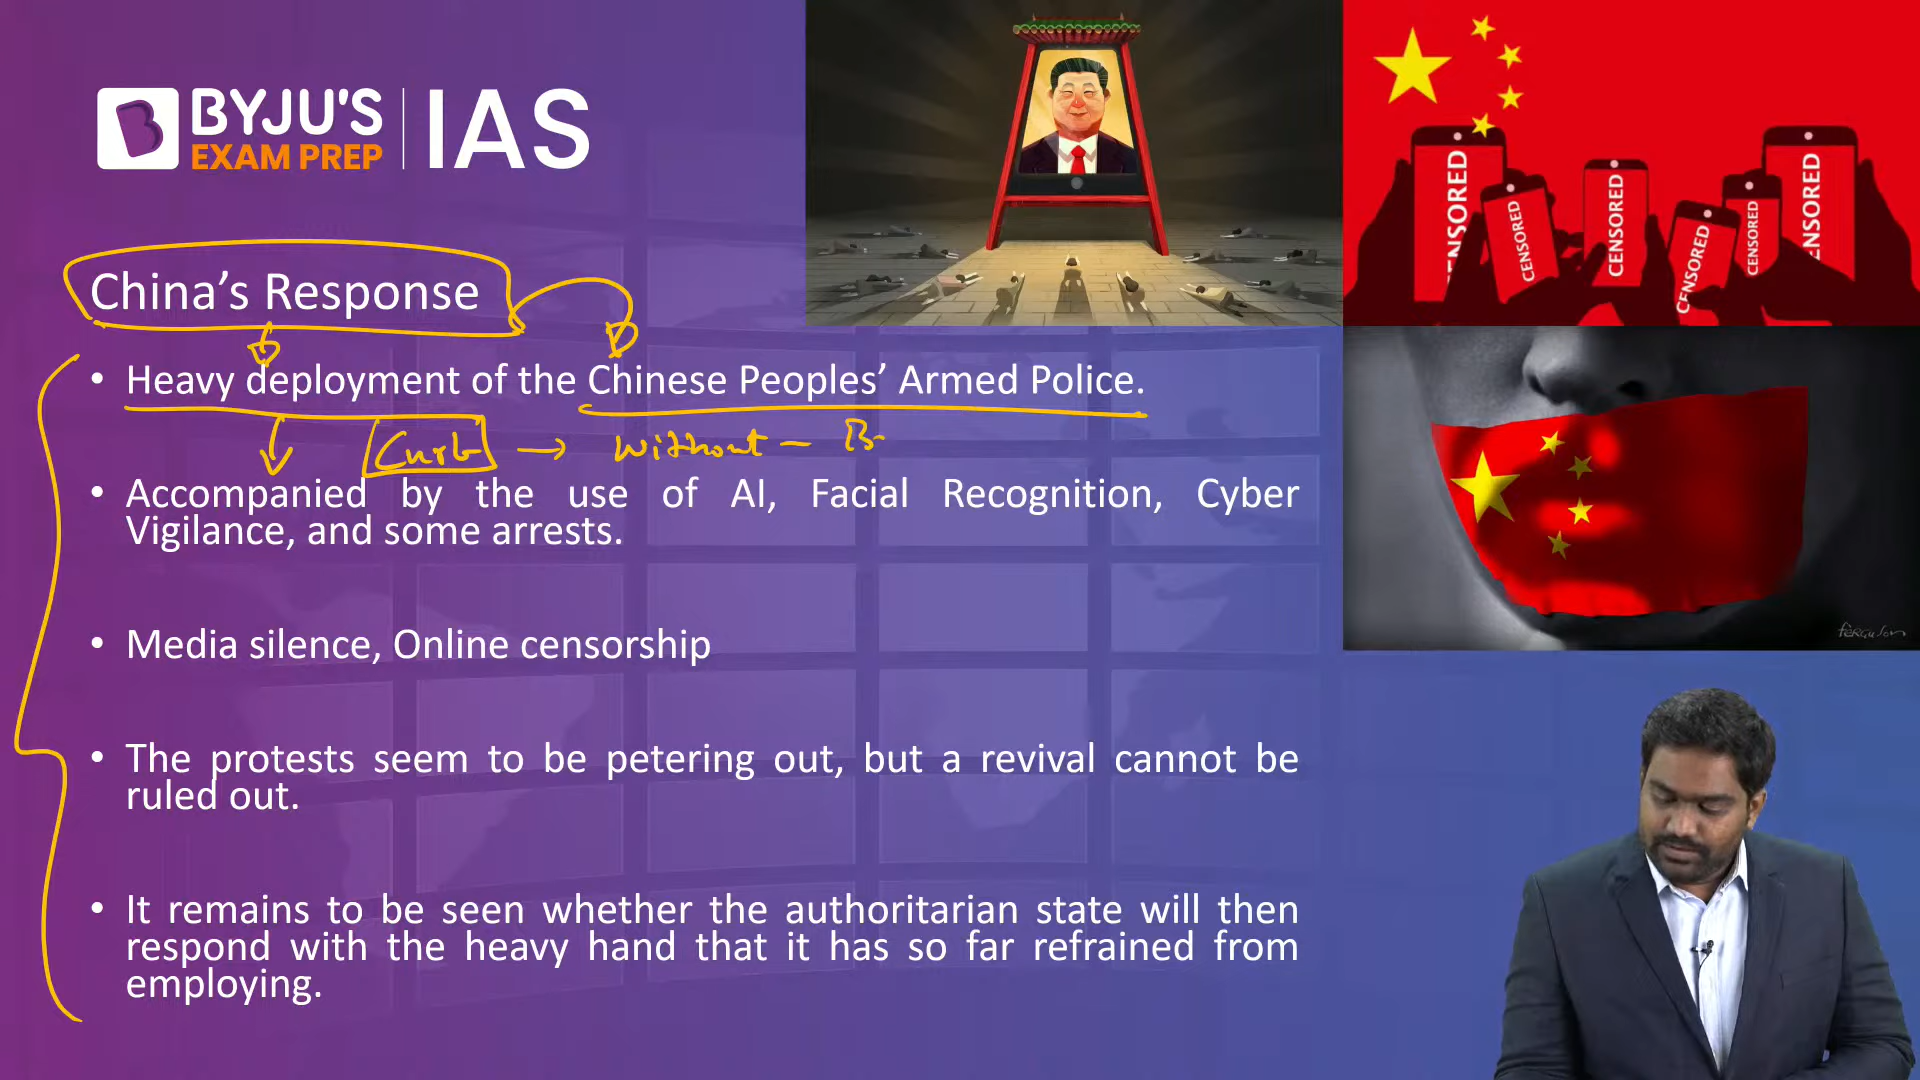 BYJU'S
EXAM PREP
IAS
CENSORED
CENSORED
CENSORED
CENSORED
CENSORED
ENSORED
China's Response
• Heavy deployment of the Chinese Peoples' Armed Police.
Curb → without –
• Accompanied by the use of AI, Facial Recognition, Cyber
Vigilance, and some arrests.
• Media silence, Online censorship
ferguson
• The protests seem to be petering out, but a revival cannot be
ruled out.
• It remains to be seen whether the authoritarian state will then
respond with the heavy hand that it has so far refrained from
employing.